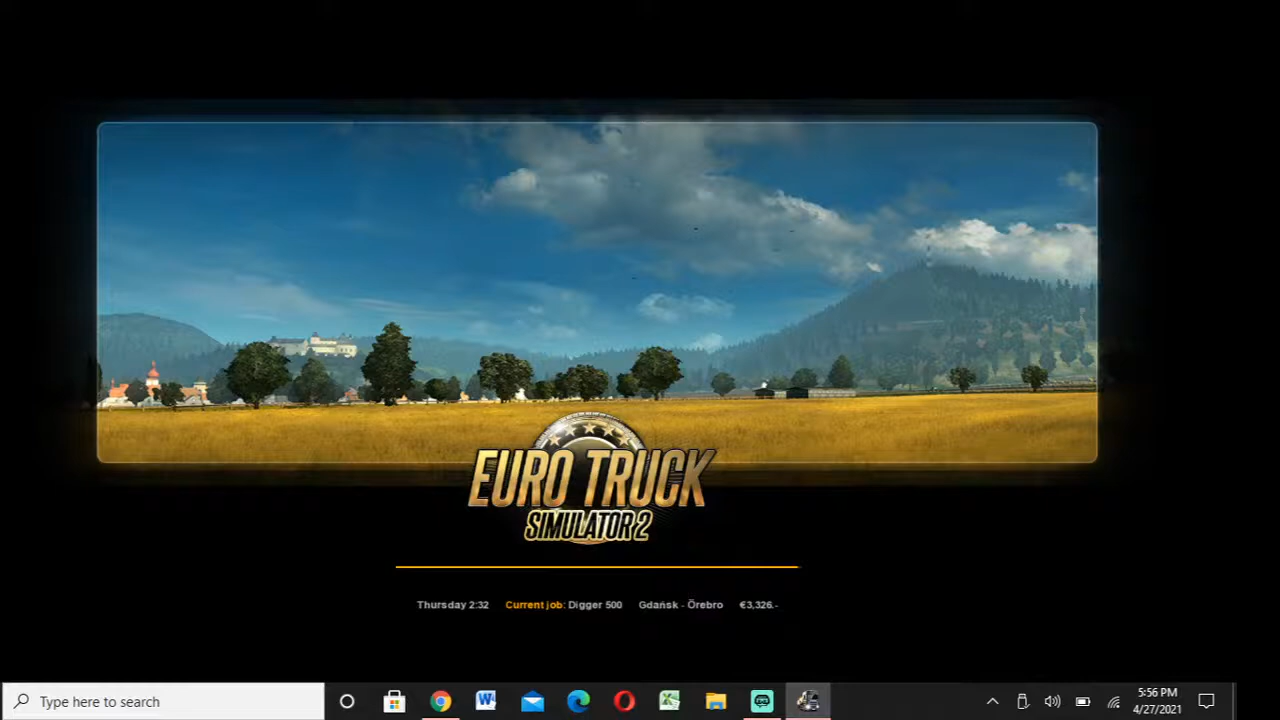 EURO TRUCK
SIMULATOR 2
Thursday 2:32 Current job: Digger 500 Gdańsk - Örebro €3,326.-
Type here to search
5:56 PM
4/27/2021